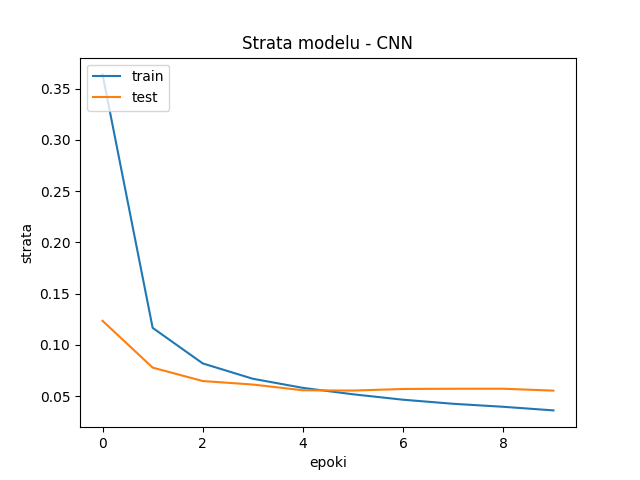 Strata modelu - CNN
train
test
0.35
0.30
0.25
0.20
0.15
0.10
0.05
strata
0 2 4 6 8
epoki